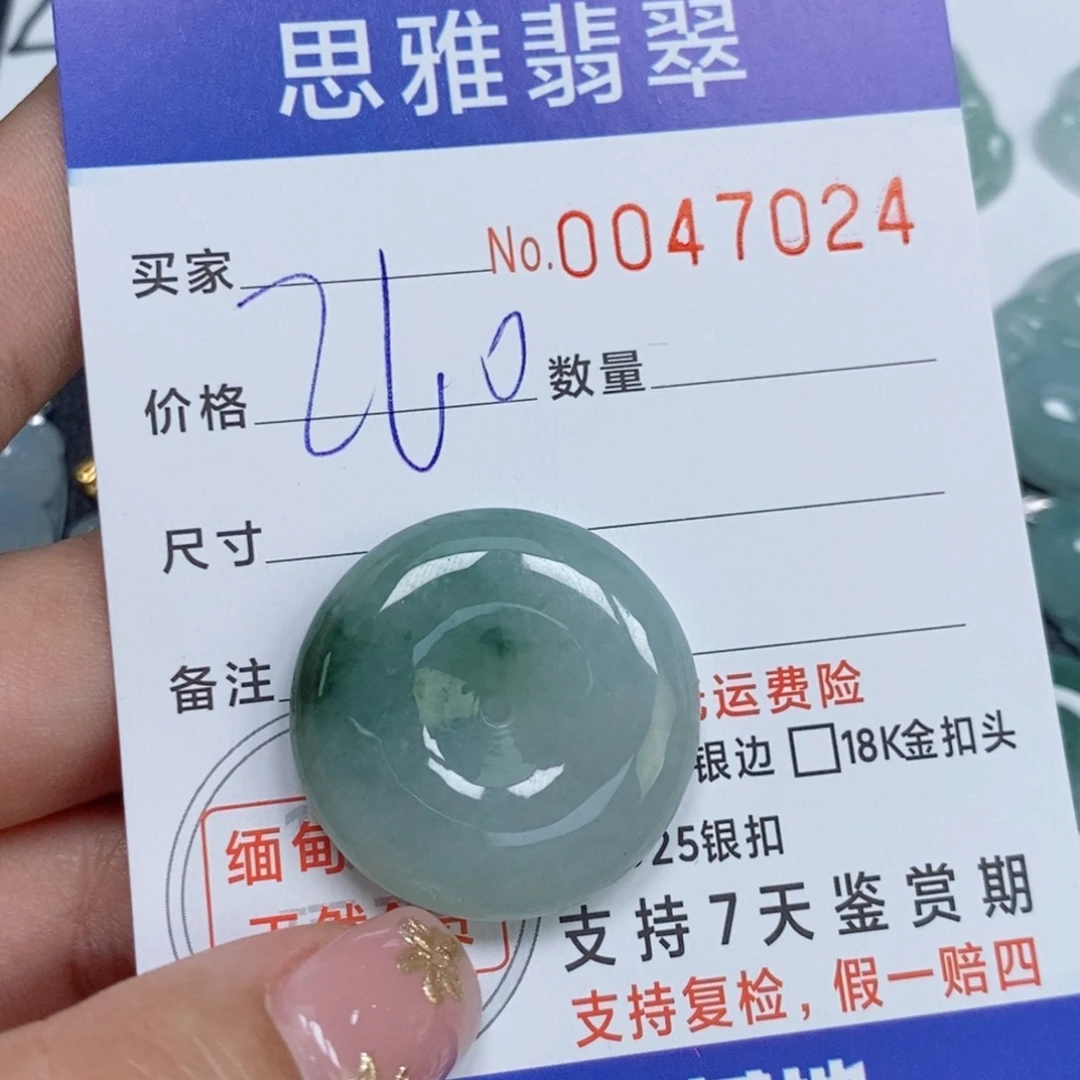 思雅翡翠
No.0047024
买家
价格 260 数量
尺寸
备注
运费险
银边 □18K金扣头
缅甸
25银扣
天然
支持7天鉴赏期
支持复检，假一赔四